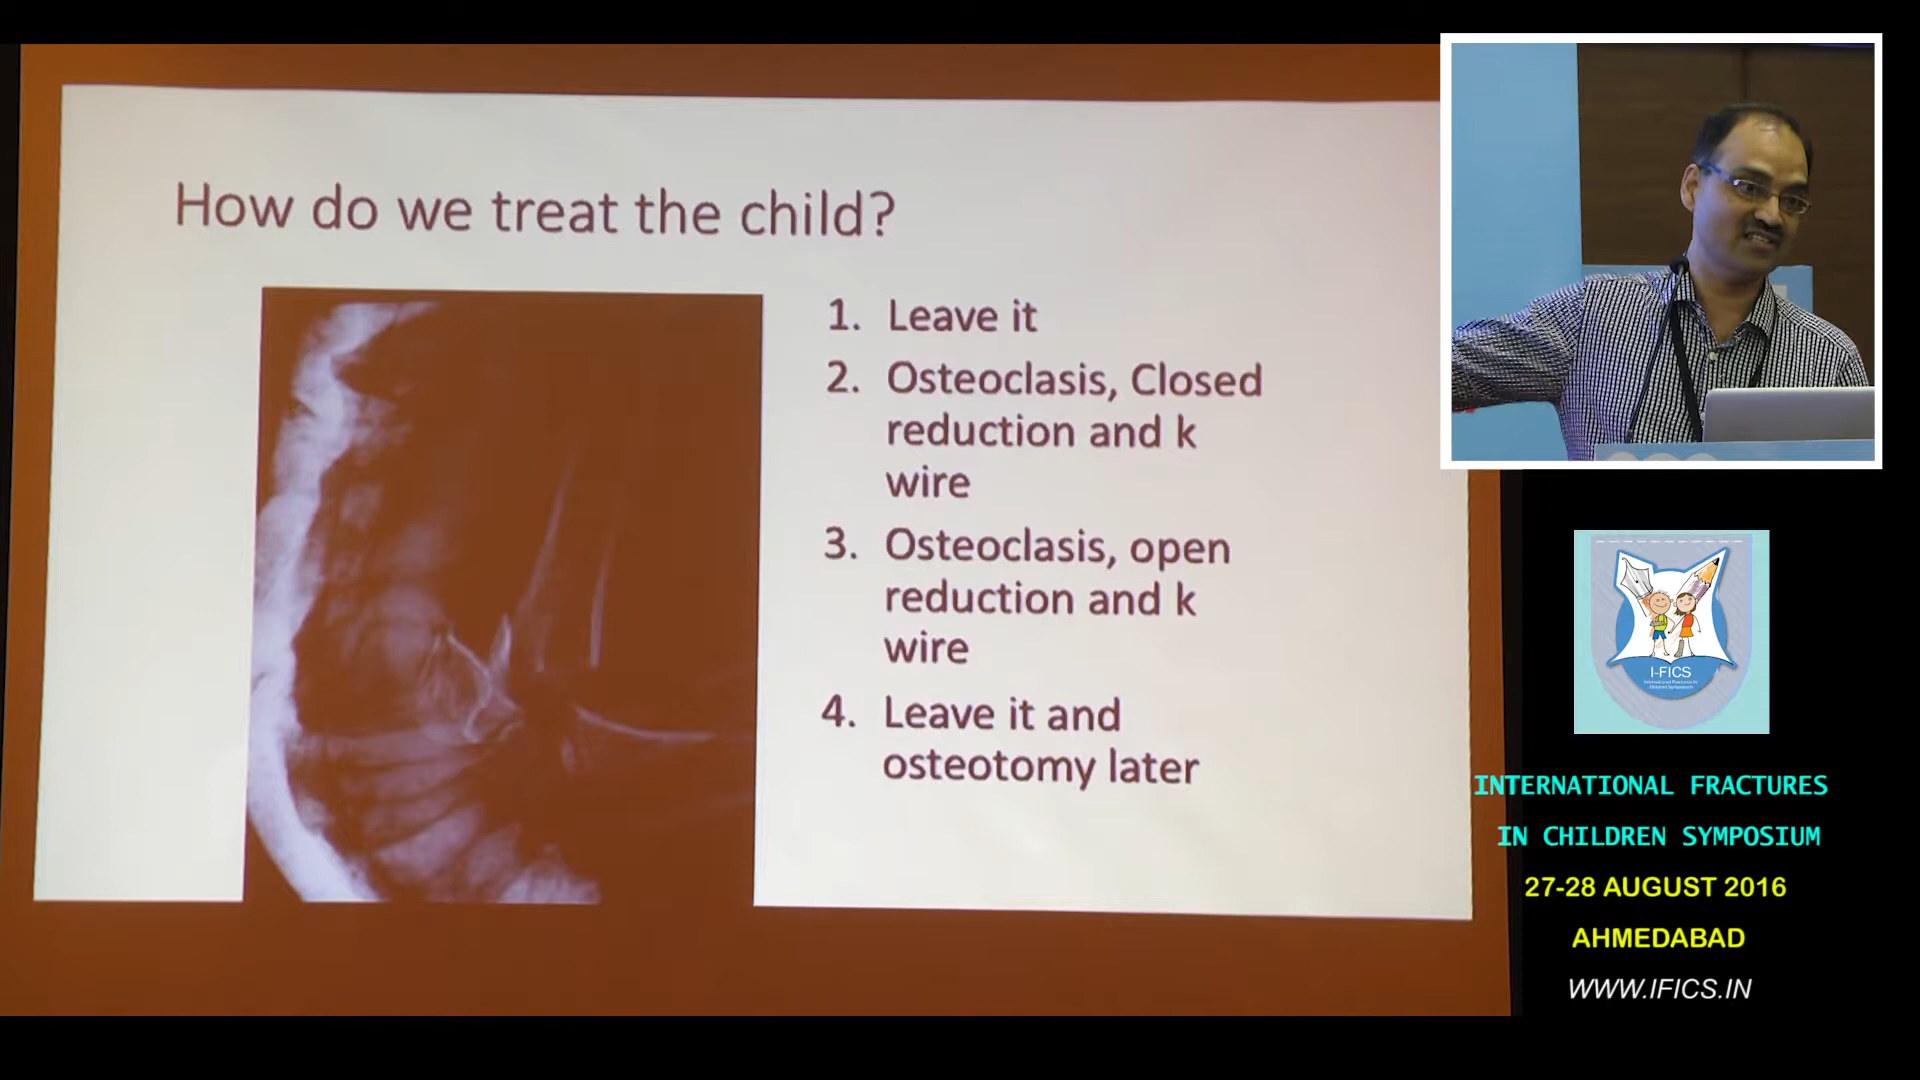 How do we treat the child?
1. Leave it
2. Osteoclasis, Closed
reduction and k
wire
3. Osteoclasis, open
reduction and k
wire
4. Leave it and
osteotomy later
I-FICS
INTERNATIONAL FRACTURES
IN CHILDREN SYMPOSIUM
27-28 AUGUST 2016
AHMEDABAD
WWW.IFICS.IN